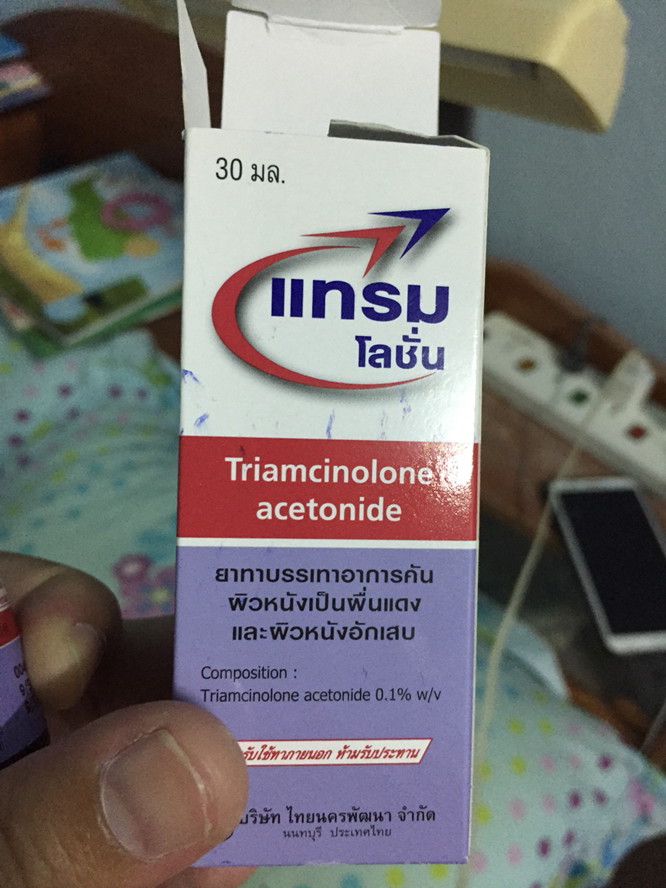 30 มล.
แทรม
โลชั่น
Triamcinolone
acetonide
ยาทาบรรเทาอาการคัน
ผิวหนังเป็นผื่นแดง
และผิวหนังอักเสบ
Composition :
Triamcinolone acetonide 0.1% w/v
รับใช้ทาภายนอก ห้ามรับประทาน
บริษัท ไทยนครพัฒนา จำกัด
นนทบุรี ประเทศไทย